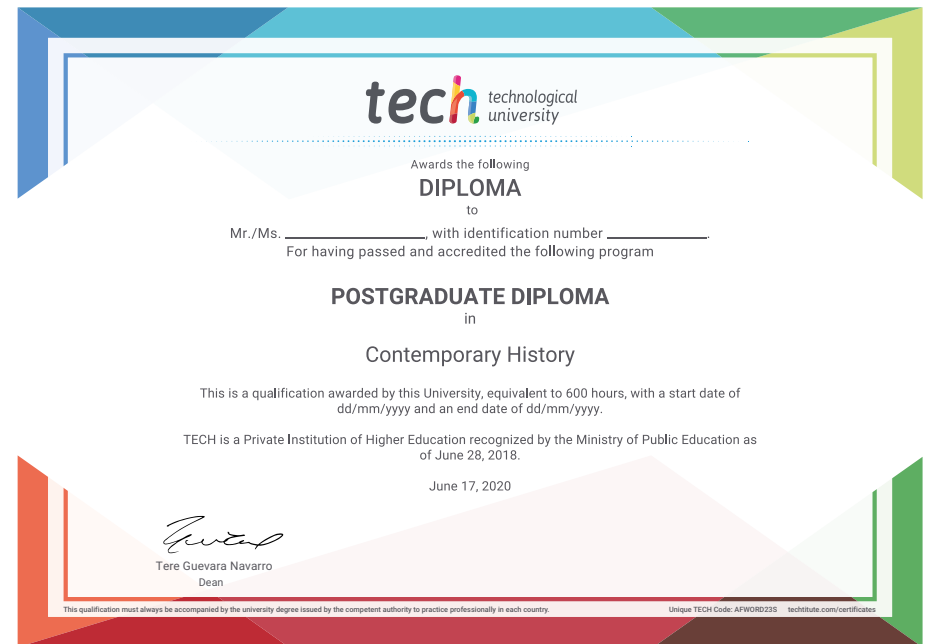 tech technological
university
Awards the following
DIPLOMA
to
Mr./Ms. ____________, with identification number _________.
For having passed and accredited the following program
POSTGRADUATE DIPLOMA
in
Contemporary History
This is a qualification awarded by this University, equivalent to 600 hours, with a start date of
dd/mm/yyyy and an end date of dd/mm/yyyy.
TECH is a Private Institution of Higher Education recognized by the Ministry of Public Education as
of June 28, 2018.
June 17, 2020
Tere Guevara Navarro
Dean
This qualification must always be accompanied by the university degree issued by the competent authority to practice professionally in each country. Unique TECH Code: AFWORD23S techtitute.com/certificates